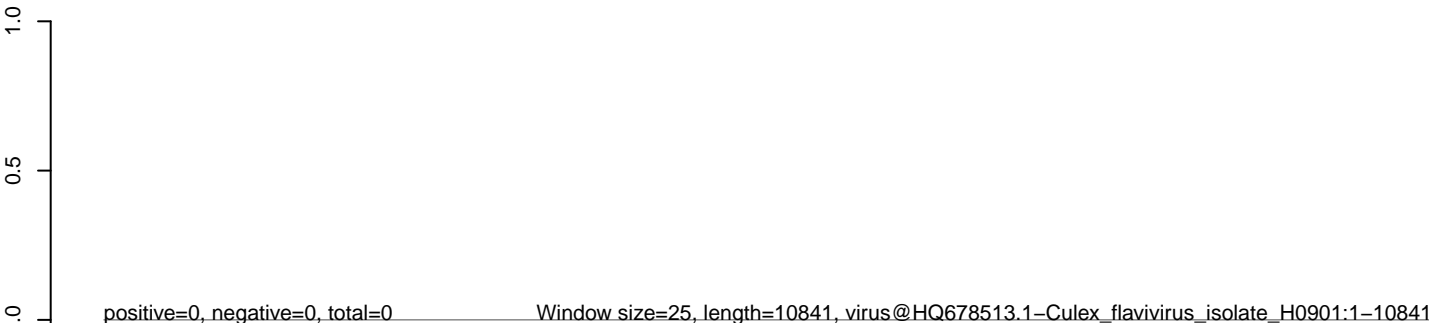 1.0
0.5
.0
positive=0, negative=0, total=0
Window size=25, length=10841, virus@HQ678513.1−Culex_flavivirus_isolate_H0901:1−10841